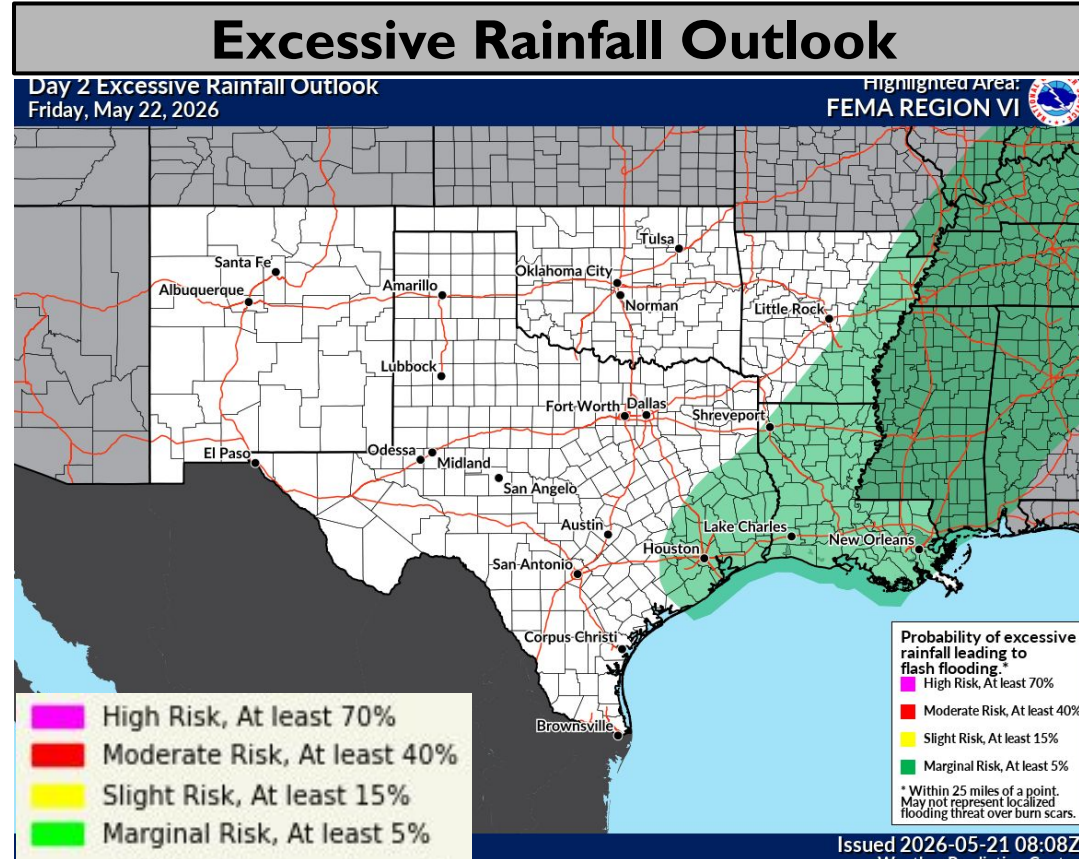 Excessive Rainfall Outlook
Day 2 Excessive Rainfall Outlook
Friday, May 22, 2026
Highlighted Area:
FEMA REGION VI
Santa Fe
Albuquerque
Amarillo
Tulsa
Oklahoma City
Norman
Little Rock
Lubbock
Fort Worth
Dallas
Shreveport
El Paso
Odessa
Midland
San Angelo
Austin
Houston
Lake Charles
New Orleans
San Antonio
Corpus Christi
Brownsville
Probability of excessive
rainfall leading to
flash flooding.*
High Risk, At least 70%
Moderate Risk, At least 40%
Slight Risk, At least 15%
Marginal Risk, At least 5%
* Within 25 miles of a point.
May not represent localized
flooding threat over burn scars.
High Risk, At least 70%
Moderate Risk, At least 40%
Slight Risk, At least 15%
Marginal Risk, At least 5%
Issued 2026-05-21 08:08Z
Weather Prediction Center